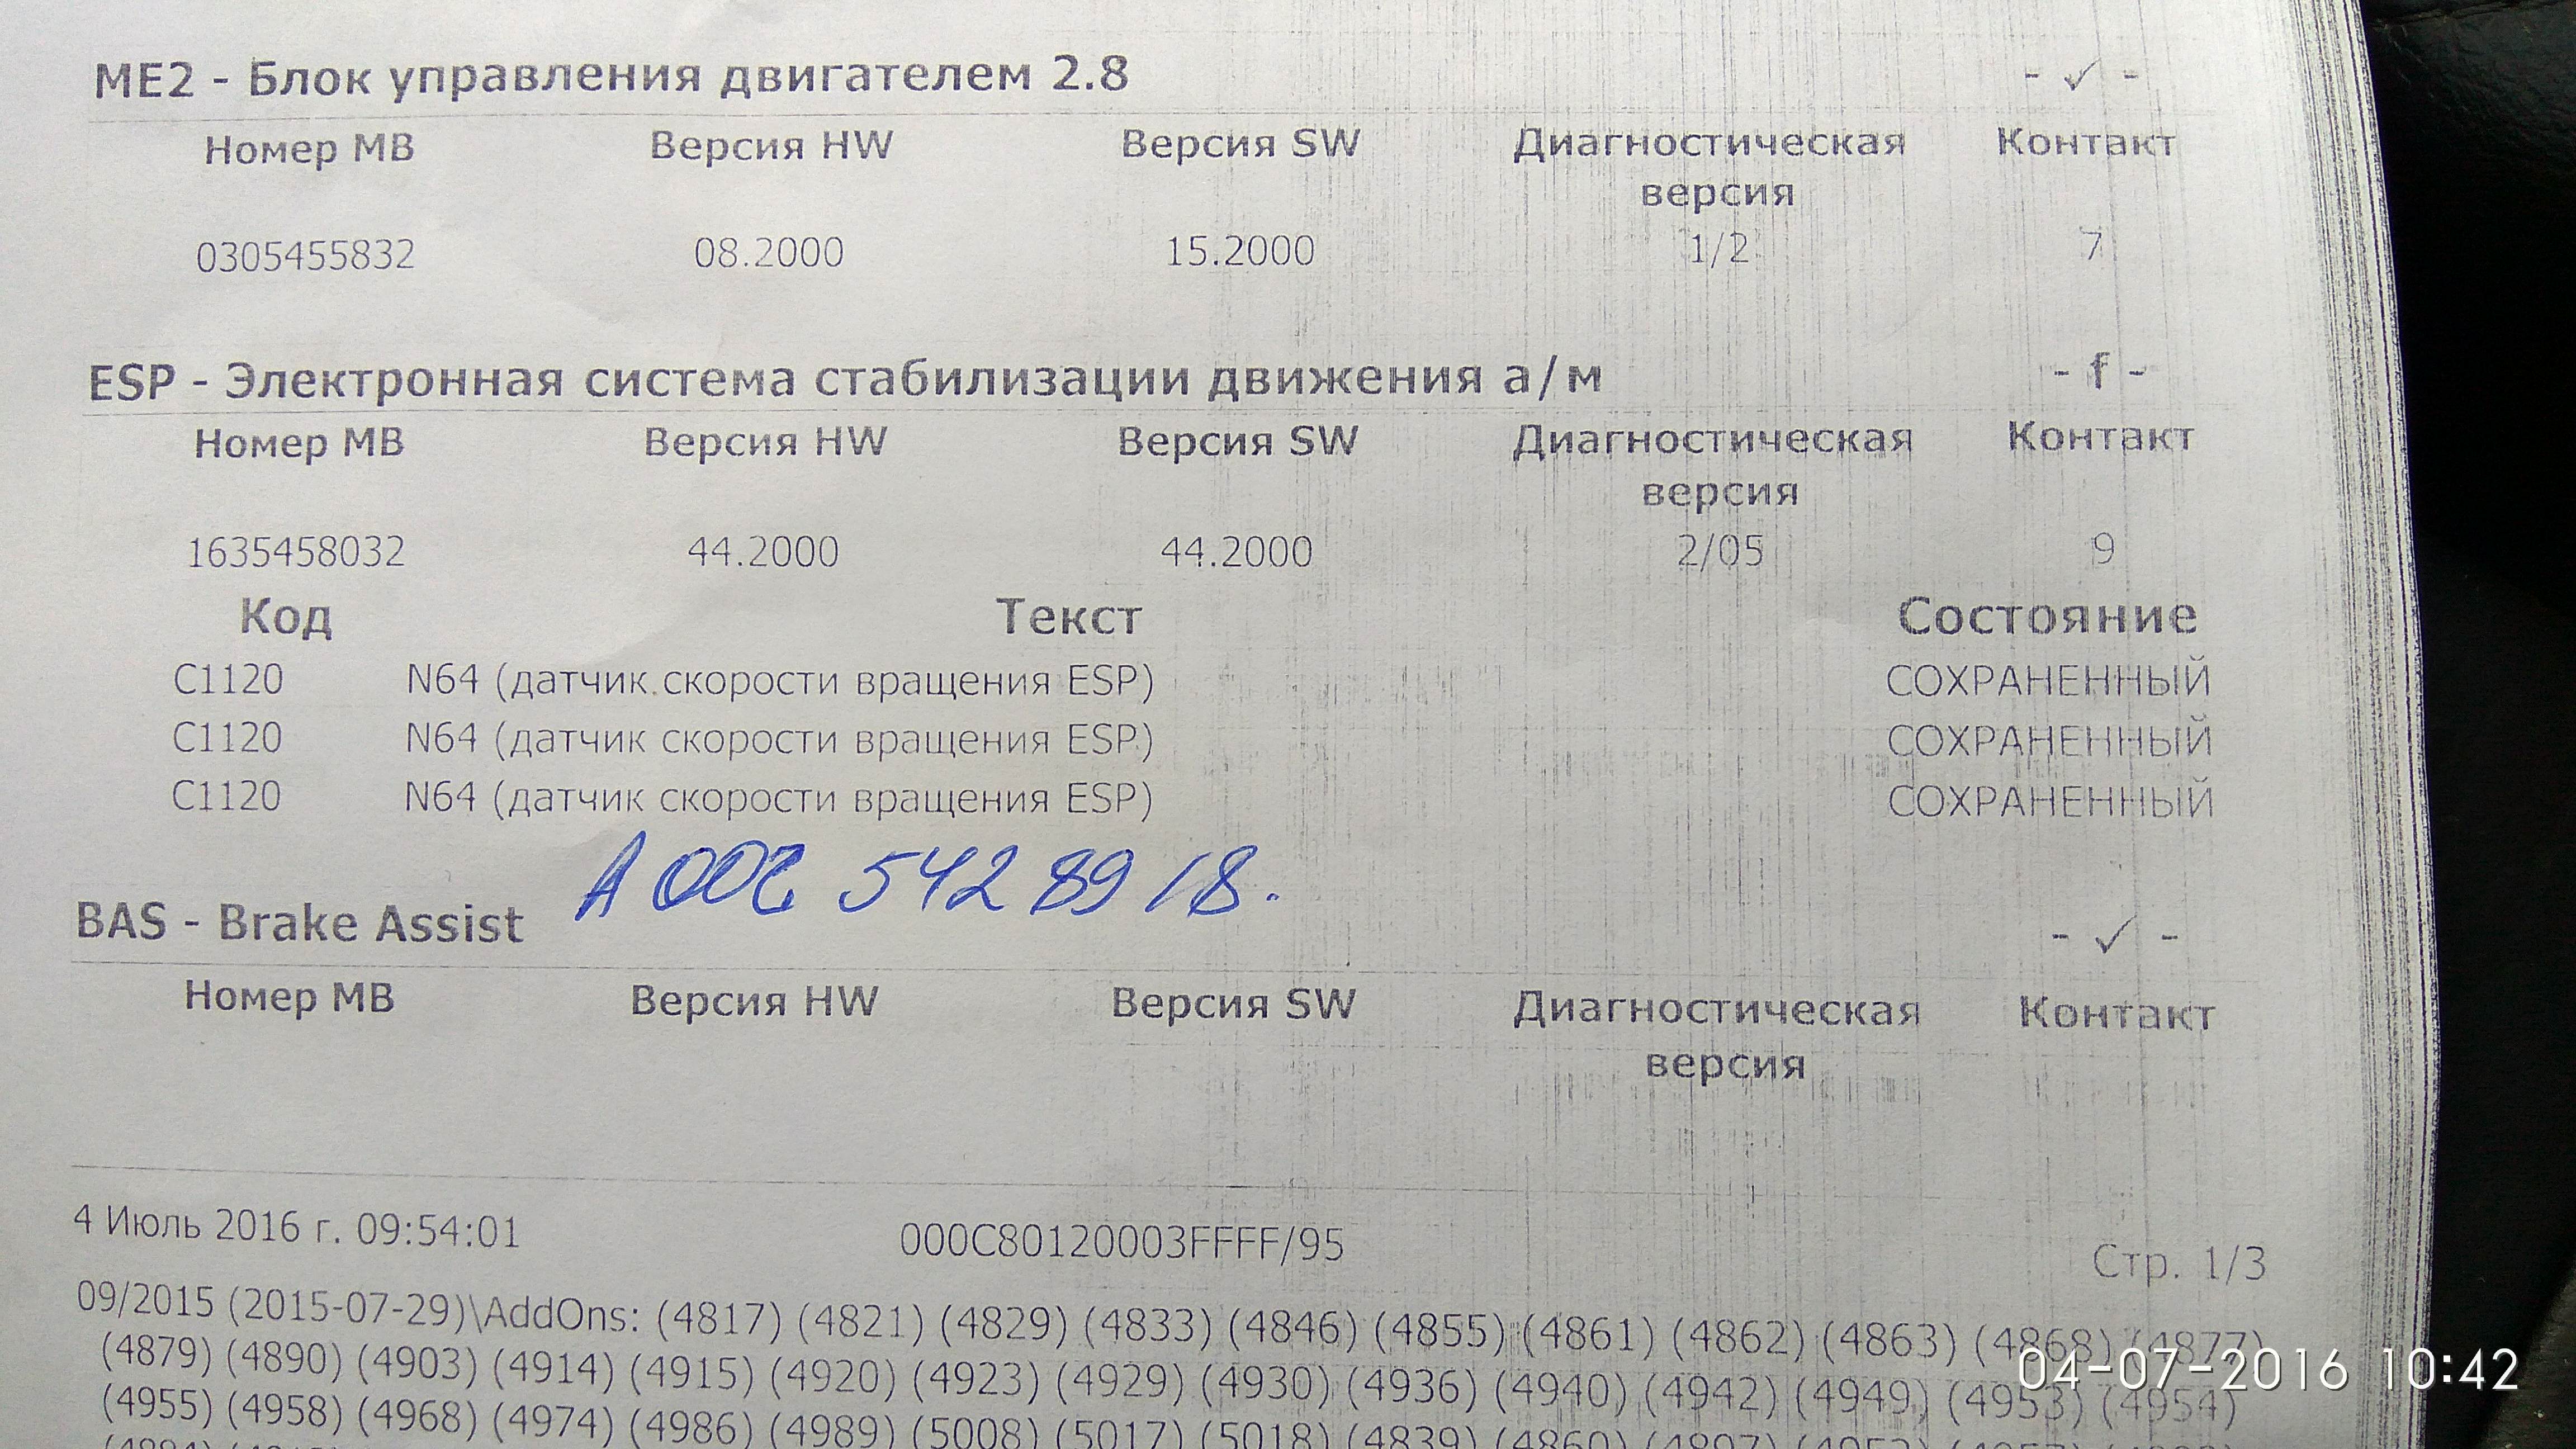 ME2 - Блок управления двигателем 2.8 - ✓ -
Номер MB Версия HW Версия SW Диагностическая версия Контакт
0305455832 08.2000 15.2000 1/2 7
ESP - Электронная система стабилизации движения а/м - f -
Номер MB Версия HW Версия SW Диагностическая версия Контакт
1635458032 44.2000 44.2000 2/05 9
Код Текст Состояние
C1120 N64 (датчик скорости вращения ESP) СОХРАНЕННЫЙ
C1120 N64 (датчик скорости вращения ESP) СОХРАНЕННЫЙ
C1120 N64 (датчик скорости вращения ESP) СОХРАНЕННЫЙ
A 542 89 18.
BAS - Brake Assist - ✓ -
Номер MB Версия HW Версия SW Диагностическая версия Контакт
4 Июль 2016 г. 09:54:01 000C80120003FFFF/95 Стр. 1/3
09/2015 (2015-07-29)\AddOns: (4817) (4821) (4829) (4833) (4846) (4855) (4861) (4862) (4863) (4868) (4877)
(4879) (4890) (4903) (4914) (4915) (4920) (4923) (4929) (4930) (4936) (4940) (4942) (4949) (4953) (4954)
(4955) (4958) (4968) (4974) (4986) (4989) (5008) (5017) (5018) (4839) (4860)
04-07-2016 10:42